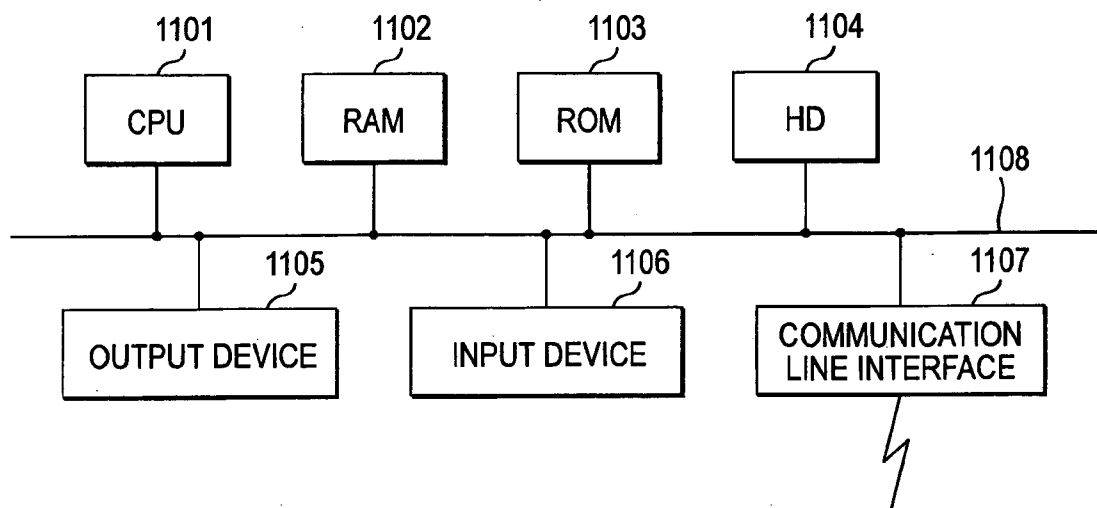 1101
1102
1103
1104
CPU
RAM
ROM
HD
1108
1105
1106
1107
OUTPUT DEVICE
INPUT DEVICE
COMMUNICATION
LINE INTERFACE